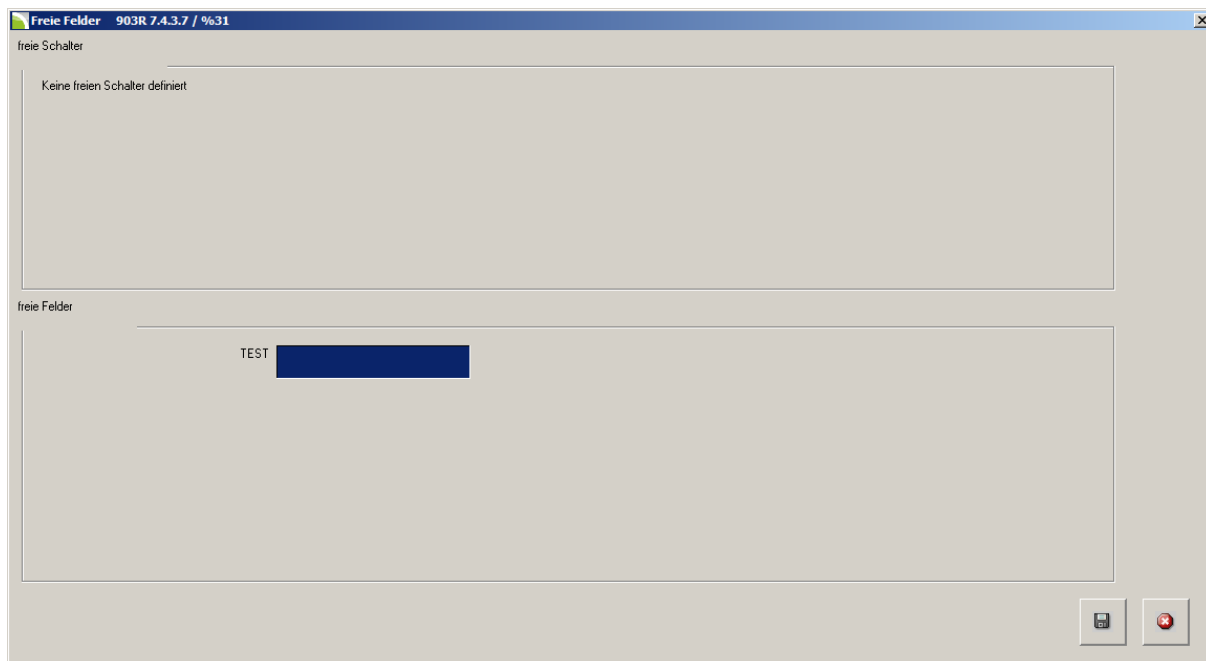 Freie Felder 903R 7.4.3.7 / %31
freie Schalter
Keine freien Schalter definiert
freie Felder
TEST